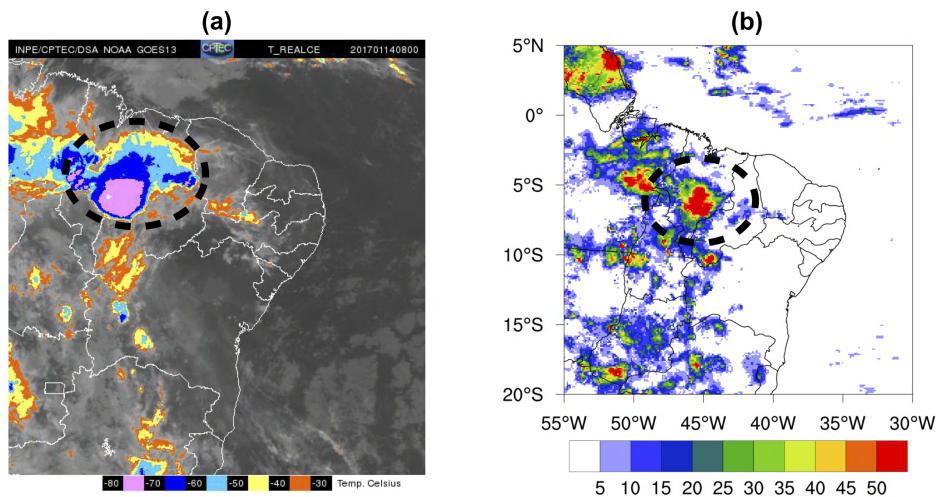 (a)
INPE/CPTEC/DSA NOAA GOES13 CPTEC T_REALCE 201701140800
-80 -70 -60 -50 -40 -30 Temp. Celsius
(b)
5°N
0°
5°S
10°S
15°S
20°S
55°W 50°W 45°W 40°W 35°W 30°W
5 10 15 20 25 30 35 40 45 50